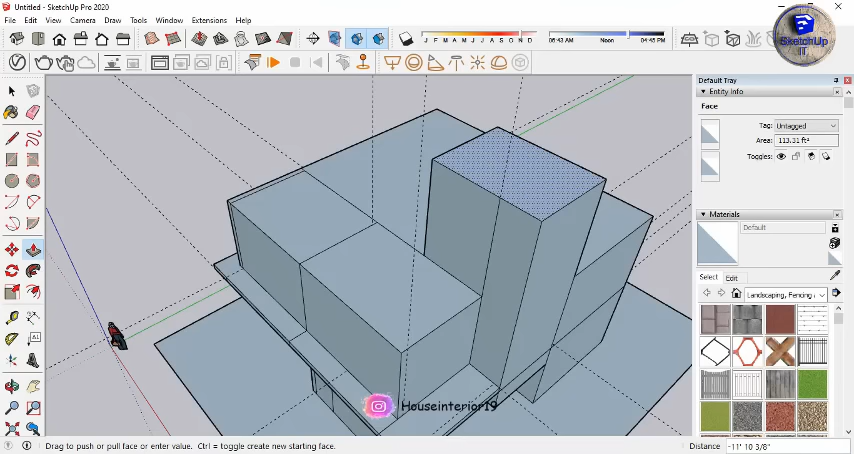 Untitled - SketchUp Pro 2020
File Edit View Camera Draw Tools Window Extensions Help
J F M A M J J A S O N D
06:43 AM Noon 04:45 PM
SketchUp
IT
Default Tray
Entity Info
Face
Tag: Untagged
Area: 113.31 ft²
Toggles:
Materials
Default
Select Edit
Landscaping, Fencing
A1
Houseinterior19
Drag to push or pull face or enter value. Ctrl = toggle create new starting face.
Distance -11' 10 3/8"